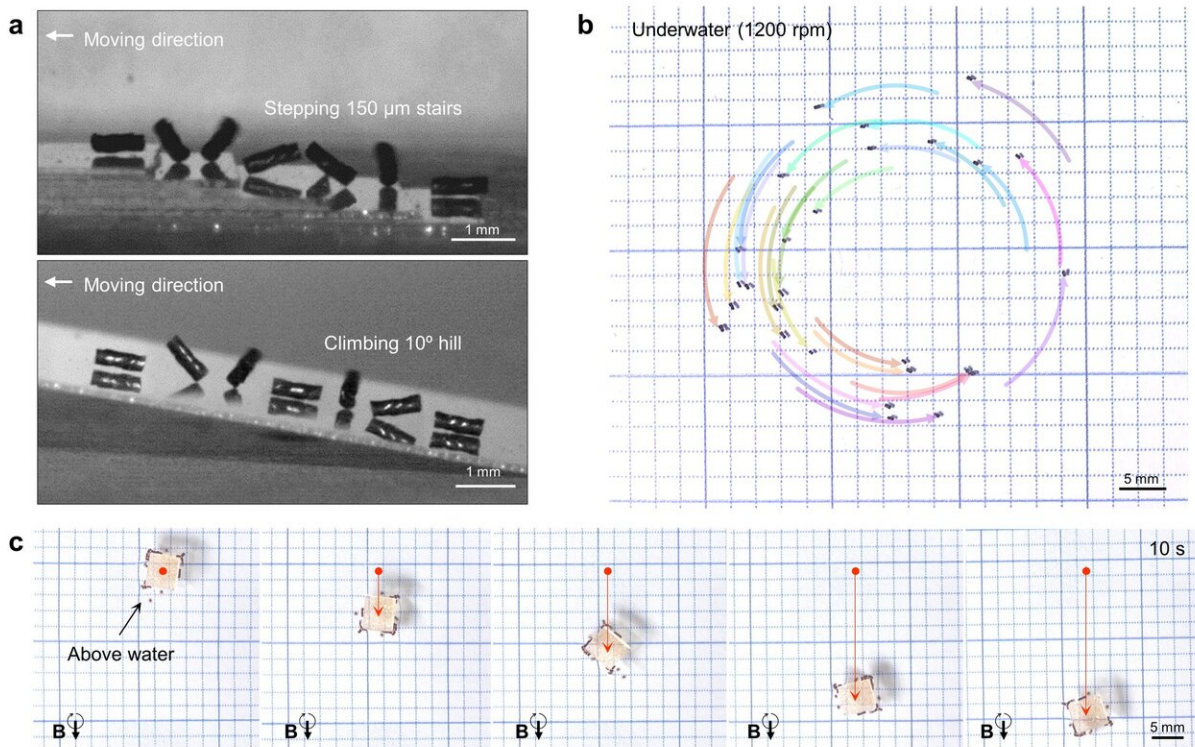 a
Moving direction
Stepping 150 μm stairs
1 mm
Moving direction
Climbing 10º hill
1 mm
b
Underwater (1200 rpm)
5 mm
c
Above water
10 s
B
B
B
B
B
5 mm